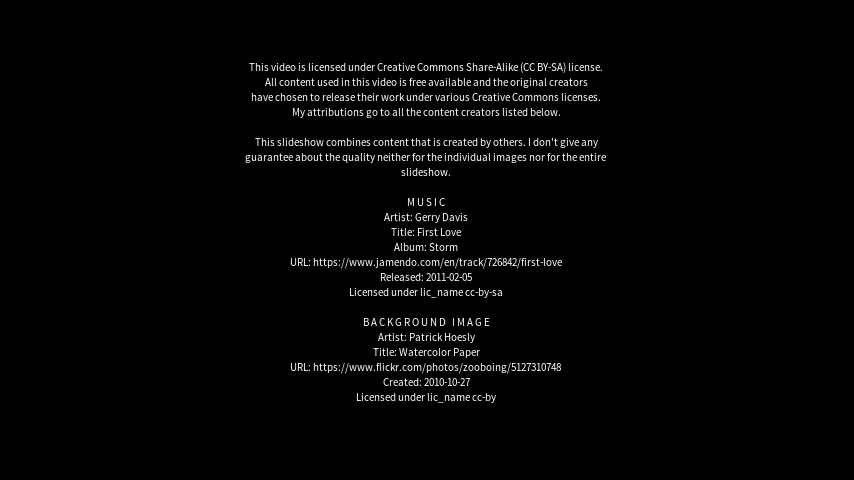 This video is licensed under Creative Commons Share-Alike (CC BY-SA) license.
All content used in this video is free available and the original creators
have chosen to release their work under various Creative Commons licenses.
My attributions go to all the content creators listed below.
This slideshow combines content that is created by others. I don't give any
guarantee about the quality neither for the individual images nor for the entire
slideshow.
M U S I C
Artist: Gerry Davis
Title: First Love
Album: Storm
URL: https://www.jamendo.com/en/track/726842/first-love
Released: 2011-02-05
Licensed under lic_name cc-by-sa
B A C K G R O U N D   I M A G E
Artist: Patrick Hoesly
Title: Watercolor Paper
URL: https://www.flickr.com/photos/zooboing/5127310748
Created: 2010-10-27
Licensed under lic_name cc-by